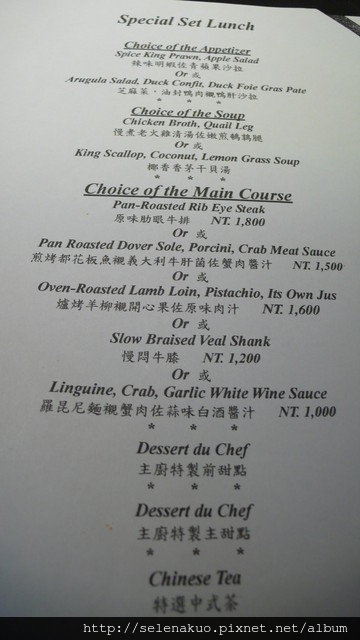 Special Set Lunch
Choice of the Appetizer
Spice King Prawn, Apple Salad
辣味明蝦佐青蘋果沙拉
Or 或
Arugula Salad, Duck Confit, Duck Foie Gras Pate
芝麻菜，油封鴨肉襯鴨肝沙拉
* * *
Choice of the Soup
Chicken Broth, Quail Leg
慢煮老火雞清湯佐嫩煎鵪鶉腿
Or 或
King Scallop, Coconut, Lemon Grass Soup
椰香香茅干貝湯
* * *
Choice of the Main Course
Pan-Roasted Rib Eye Steak
原味肋眼牛排 NT. 1,800
Or 或
Pan Roasted Dover Sole, Porcini, Crab Meat Sauce
煎烤都花板魚襯義大利牛肝菌佐蟹肉醬汁 NT. 1,500
Or 或
Oven-Roasted Lamb Loin, Pistachio, Its Own Jus
爐烤羊柳襯開心果佐原味肉汁 NT. 1,600
Or 或
Slow Braised Veal Shank
慢悶牛膝 NT. 1,200
Or 或
Linguine, Crab, Garlic White Wine Sauce
羅昆尼麵襯蟹肉佐蒜味白酒醬汁 NT. 1,000
* * *
Dessert du Chef
主廚特製前甜點
* * *
Dessert du Chef
主廚特製主甜點
* * *
Chinese Tea
特選中式茶
http://selenakuo.pixnet.net/album